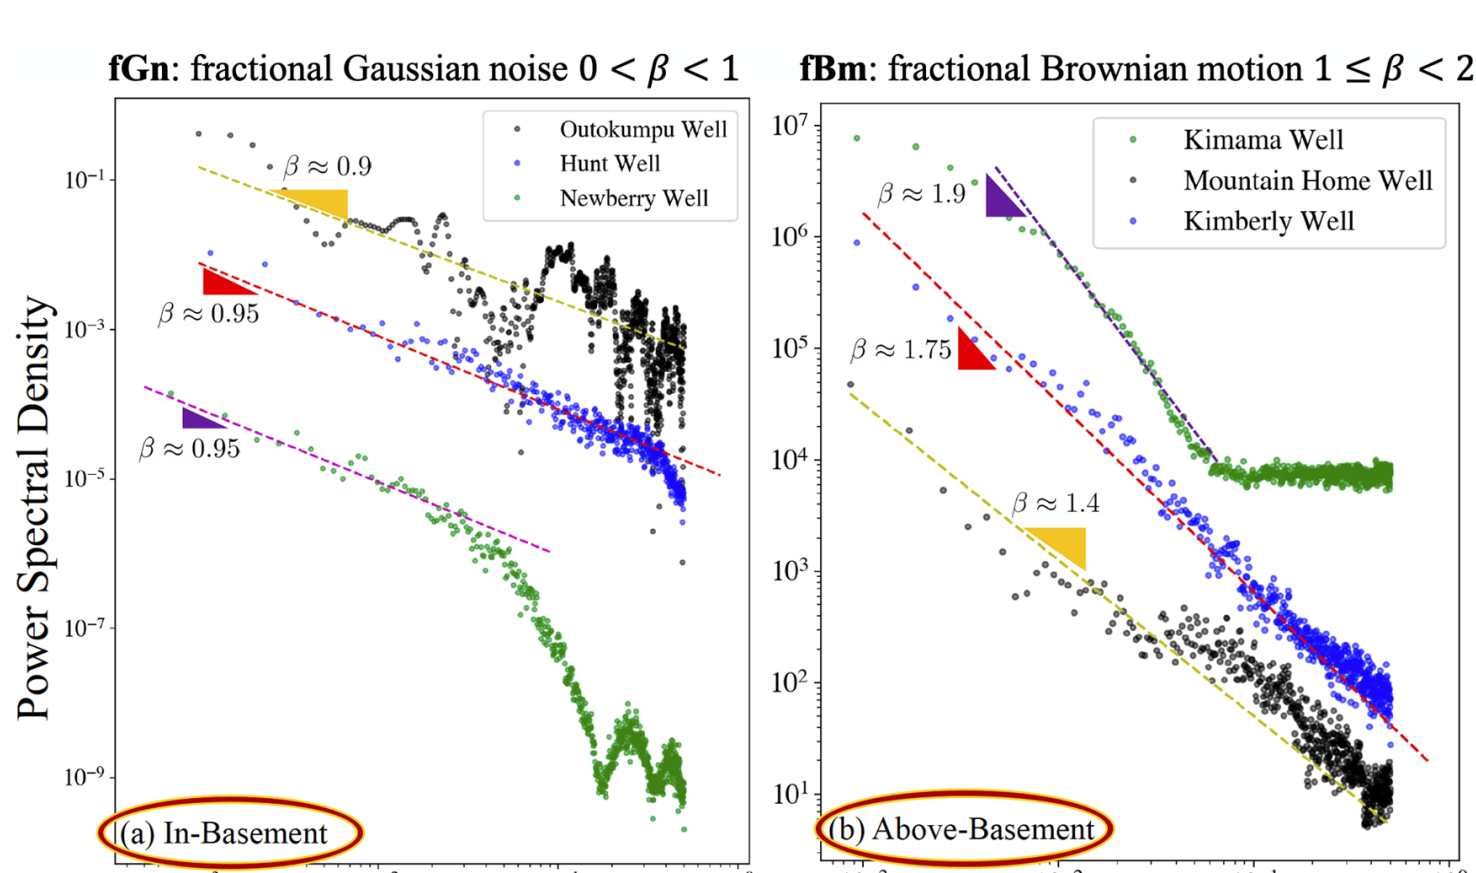 fGn: fractional Gaussian noise 0 < β < 1
fBm: fractional Brownian motion 1 ≤ β < 2
Power Spectral Density
10⁻¹
10⁻³
10⁻⁵
10⁻⁷
10⁻⁹
Outokumpu Well
Hunt Well
Newberry Well
β ≈ 0.9
β ≈ 0.95
β ≈ 0.95
(a) In-Basement
10⁷
10⁶
10⁵
10⁴
10³
10²
10¹
Kimama Well
Mountain Home Well
Kimberly Well
β ≈ 1.9
β ≈ 1.75
β ≈ 1.4
(b) Above-Basement